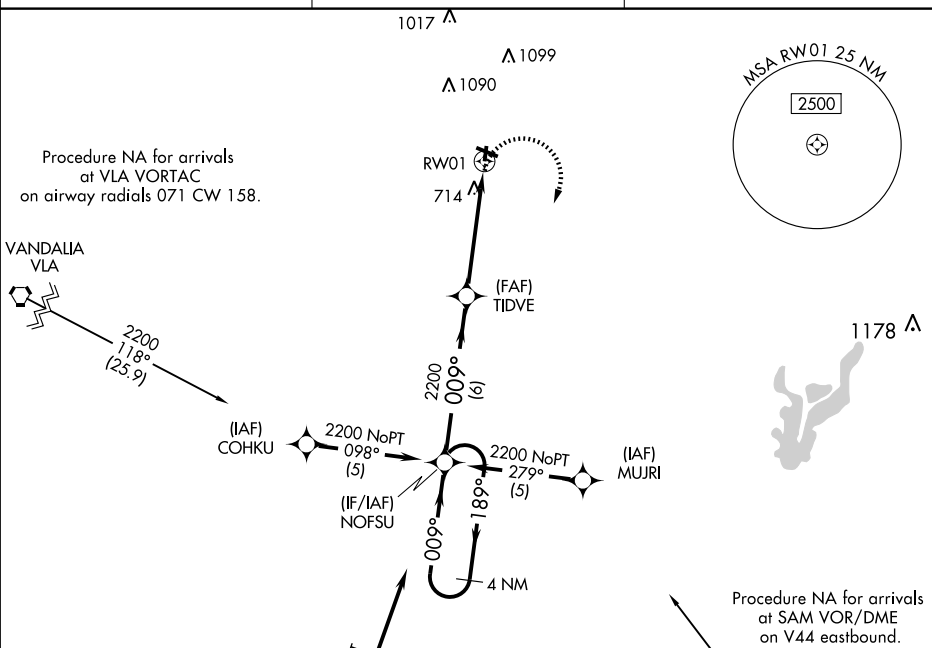 1017
1099
1090
MSA RW01 25 NM
2500
Procedure NA for arrivals
at VLA VORTAC
on airway radials 071 CW 158.
RW01
714
VANDALIA
VLA
(FAF)
TIDVE
2200
118°
(25.9)
1178
2200
009°
(6)
(IAF)
COHKU
2200 NoPT
098°
(5)
2200 NoPT
279°
(5)
(IAF)
MUJRI
(IF/IAF)
NOFSU
009°
189°
4 NM
Procedure NA for arrivals
at SAM VOR/DME
on V44 eastbound.